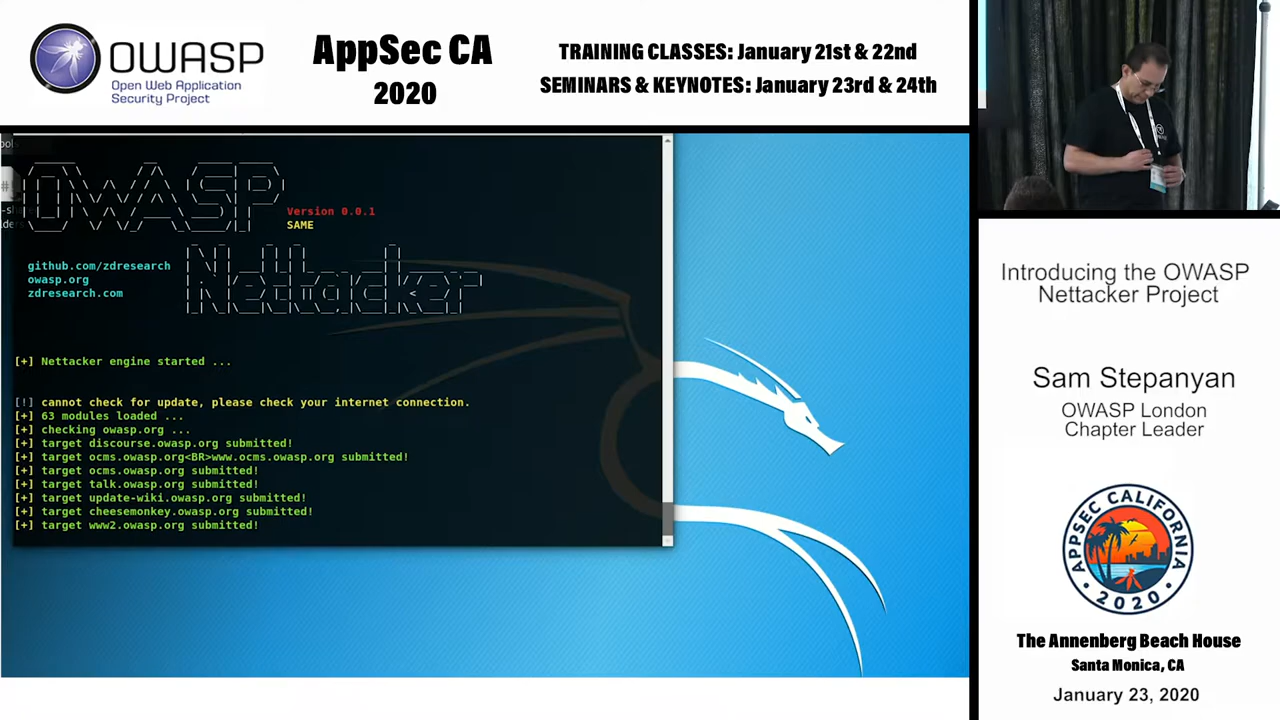 OWASP
Open Web Application
Security Project
AppSec CA
2020
TRAINING CLASSES: January 21st & 22nd
SEMINARS & KEYNOTES: January 23rd & 24th
OWASP
Version 0.0.1
SAME
Nettacker
github.com/zdresearch
owasp.org
zdresearch.com
[+] Nettacker engine started ...
[!] cannot check for update, please check your internet connection.
[+] 63 modules loaded ...
[+] checking owasp.org ...
[+] target discourse.owasp.org submitted!
[+] target ocms.owasp.org<BR>www.ocms.owasp.org submitted!
[+] target ocms.owasp.org submitted!
[+] target talk.owasp.org submitted!
[+] target update-wiki.owasp.org submitted!
[+] target cheesemonkey.owasp.org submitted!
[+] target www2.owasp.org submitted!
Introducing the OWASP
Nettacker Project
Sam Stepanyan
OWASP London
Chapter Leader
APPSEC CALIFORNIA
• 2020 •
The Annenberg Beach House
Santa Monica, CA
January 23, 2020